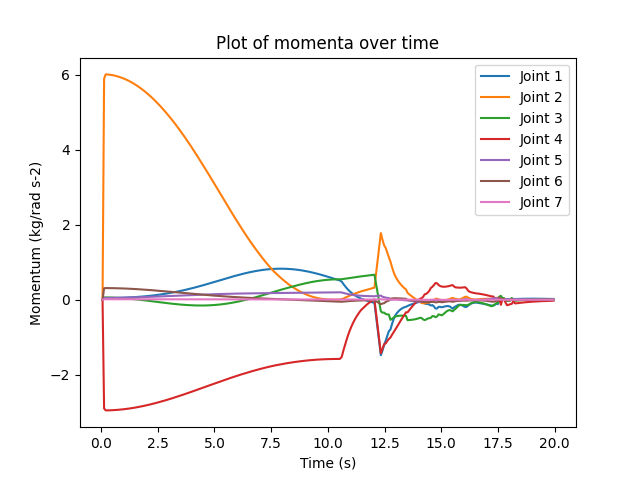 Plot of momenta over time
Momentum (kg/rad s-2)
6
4
2
0
−2
Joint 1
Joint 2
Joint 3
Joint 4
Joint 5
Joint 6
Joint 7
0.0 2.5 5.0 7.5 10.0 12.5 15.0 17.5 20.0
Time (s)